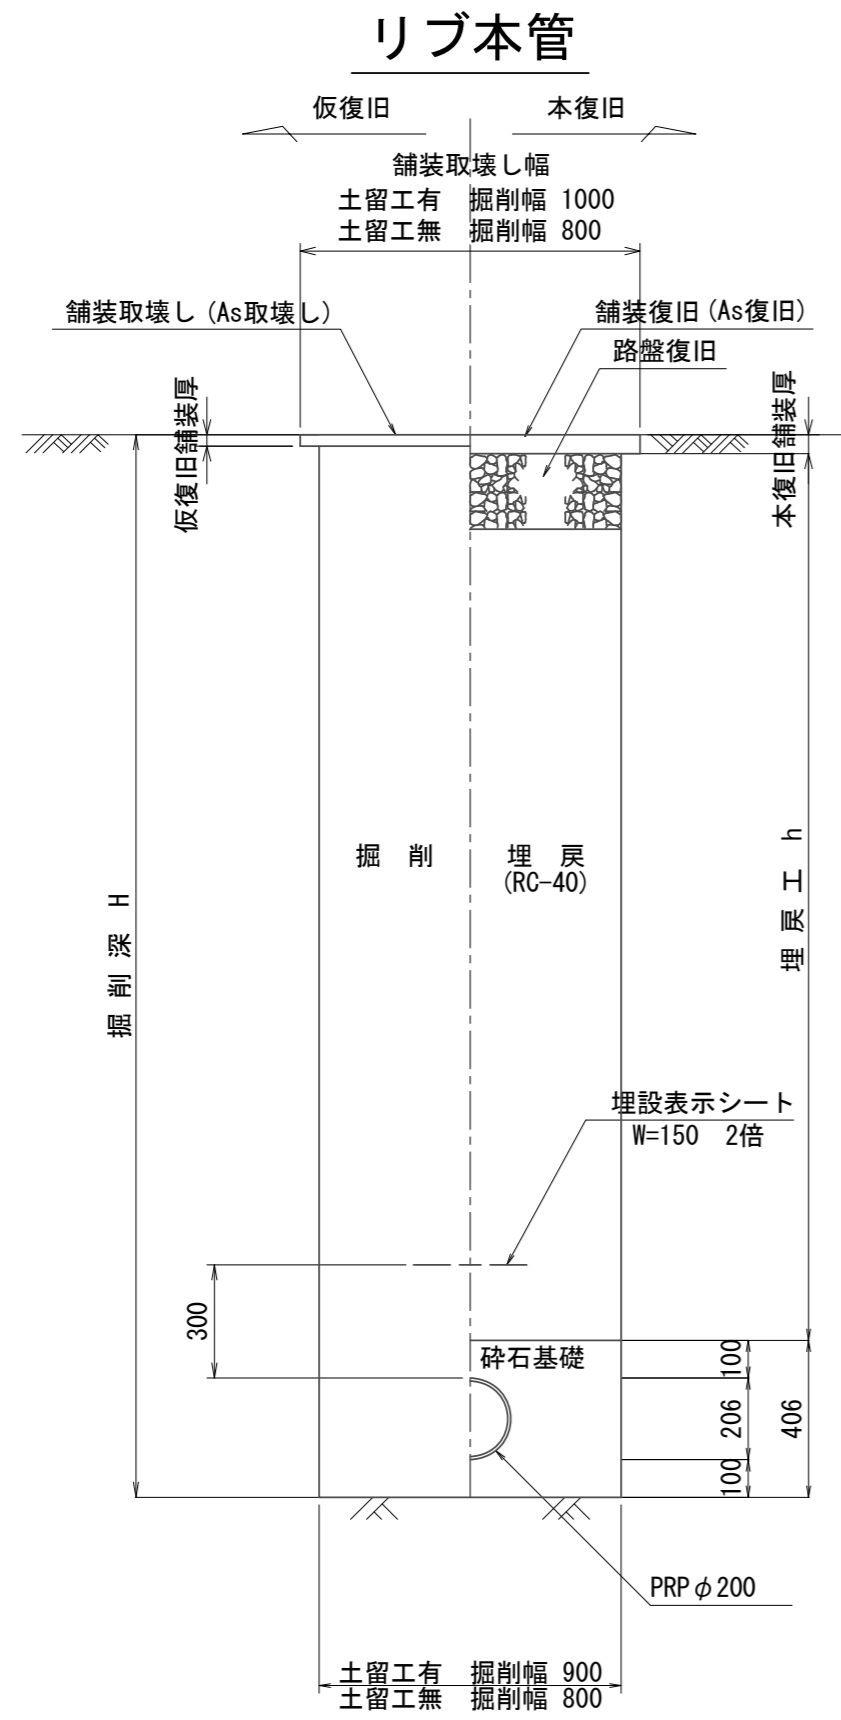 リブ本管
仮復旧
本復旧
舗装取壊し幅
土留工有　掘削幅 1000
土留工無　掘削幅 800
舗装取壊し(As取壊し)
舗装復旧(As復旧)
路盤復旧
仮復旧舗装厚
本復旧舗装厚
掘　削
埋　戻
(RC-40)
掘削深 H
埋戻工 h
埋設表示シート
W=150　2倍
300
砕石基礎
100
206
100
406
PRPφ200
土留工有　掘削幅 900
土留工無　掘削幅 800